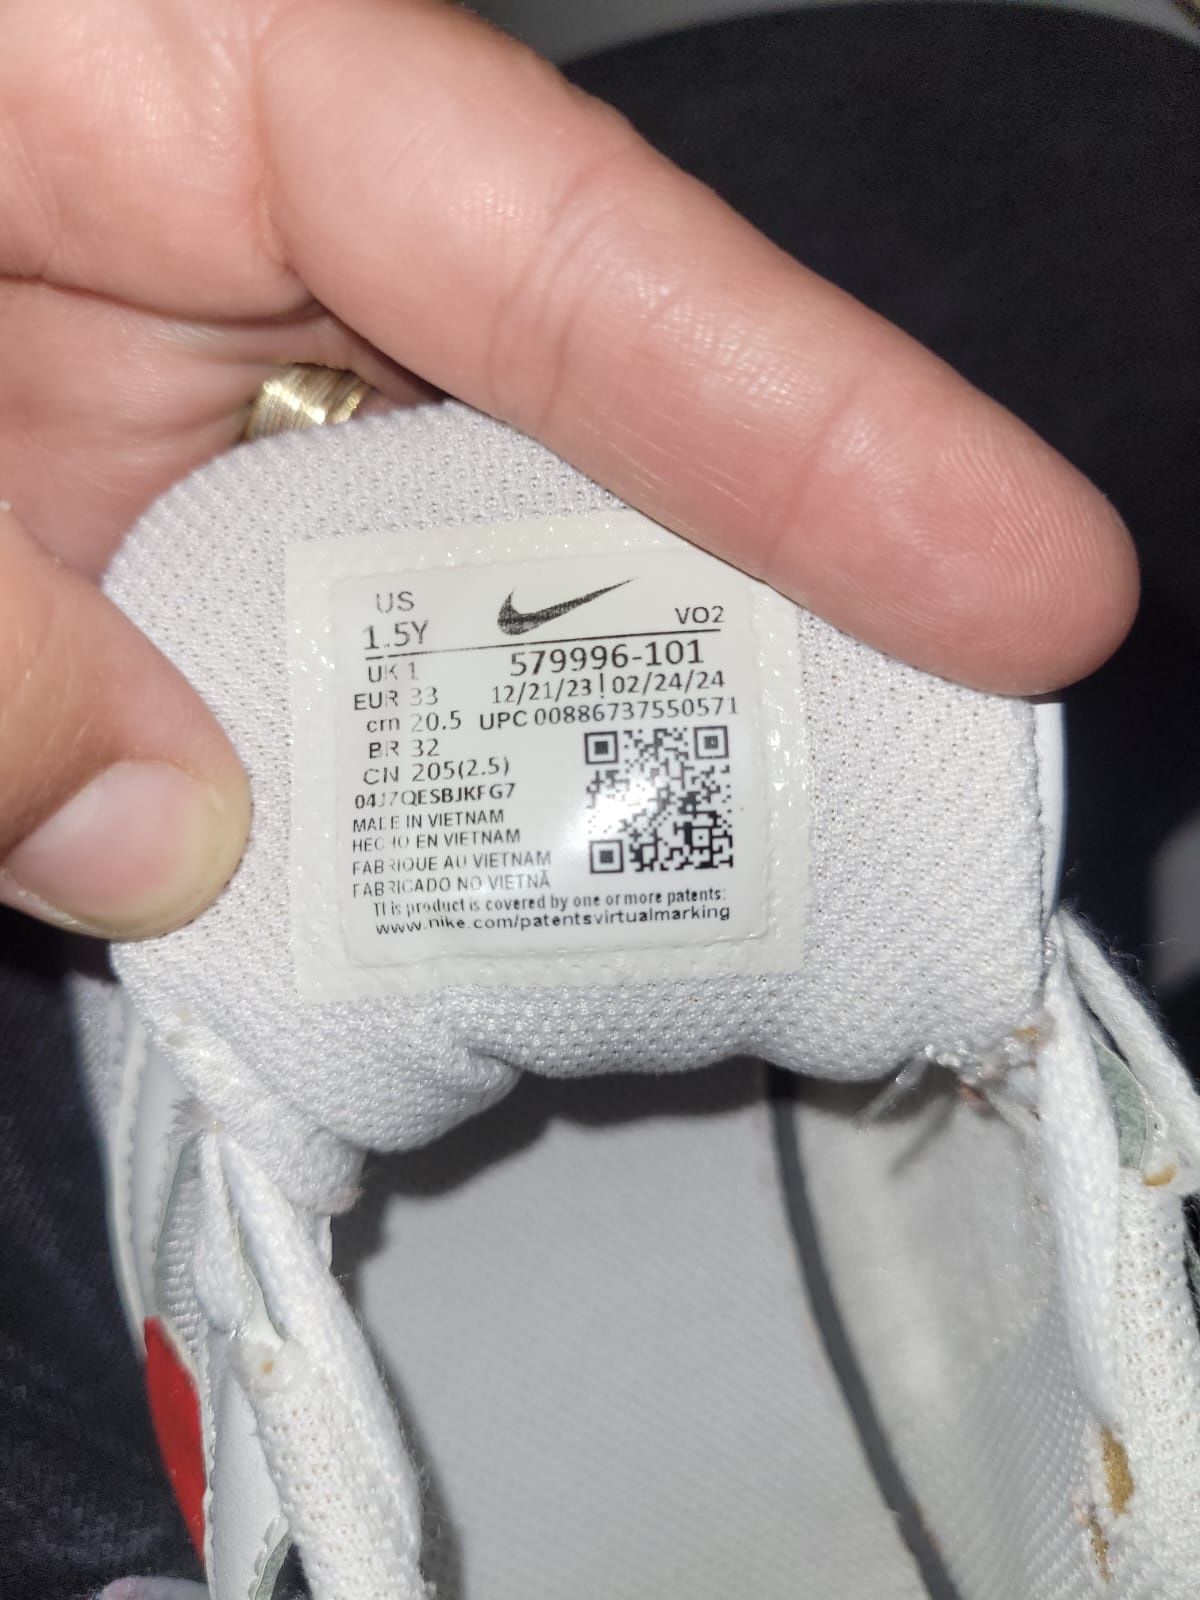 US
1.5Y
VO2
UK 1
579996-101
EUR 33
12/21/23 | 02/24/24
cm 20.5
UPC 00886737550571
BR 32
CN 205(2.5)
04J7QESBJKFG7
MADE IN VIETNAM
HECHO EN VIETNAM
FABRIQUE AU VIETNAM
FABRICADO NO VIETNÃ
This product is covered by one or more patents:
www.nike.com/patentsvirtualmarking